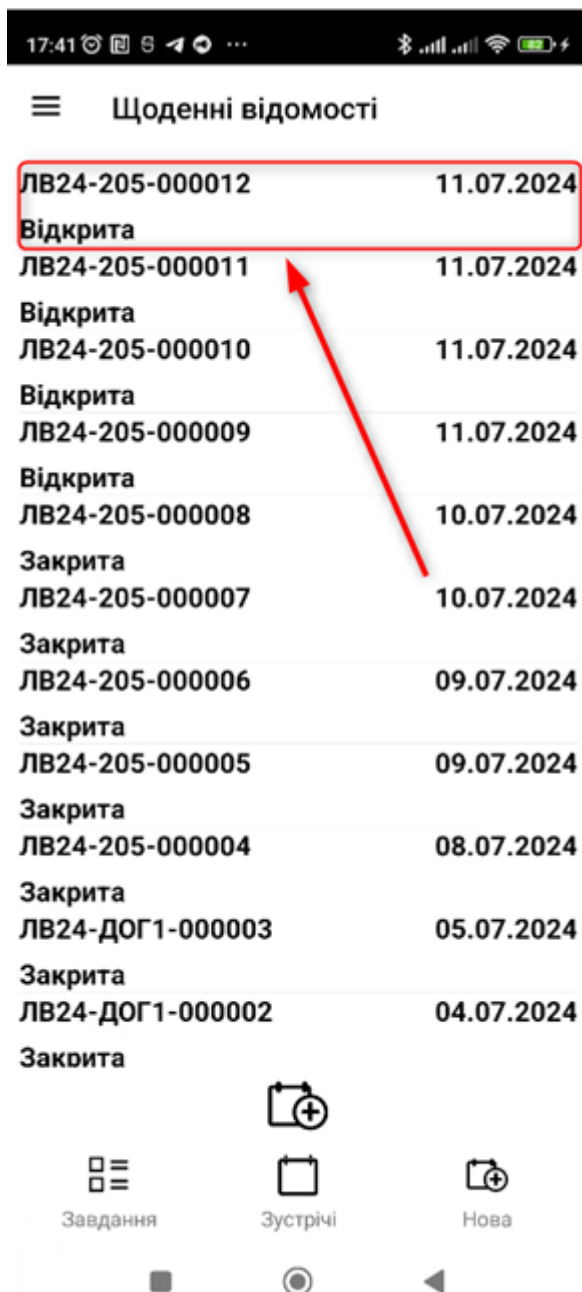 17:41
82
Щоденні відомості
ЛВ24-205-000012 11.07.2024
Відкрита
ЛВ24-205-000011 11.07.2024
Відкрита
ЛВ24-205-000010 11.07.2024
Відкрита
ЛВ24-205-000009 11.07.2024
Відкрита
ЛВ24-205-000008 10.07.2024
Закрита
ЛВ24-205-000007 10.07.2024
Закрита
ЛВ24-205-000006 09.07.2024
Закрита
ЛВ24-205-000005 09.07.2024
Закрита
ЛВ24-205-000004 08.07.2024
Закрита
ЛВ24-ДОГ1-000003 05.07.2024
Закрита
ЛВ24-ДОГ1-000002 04.07.2024
Закрита
Завдання Зустрічі Нова